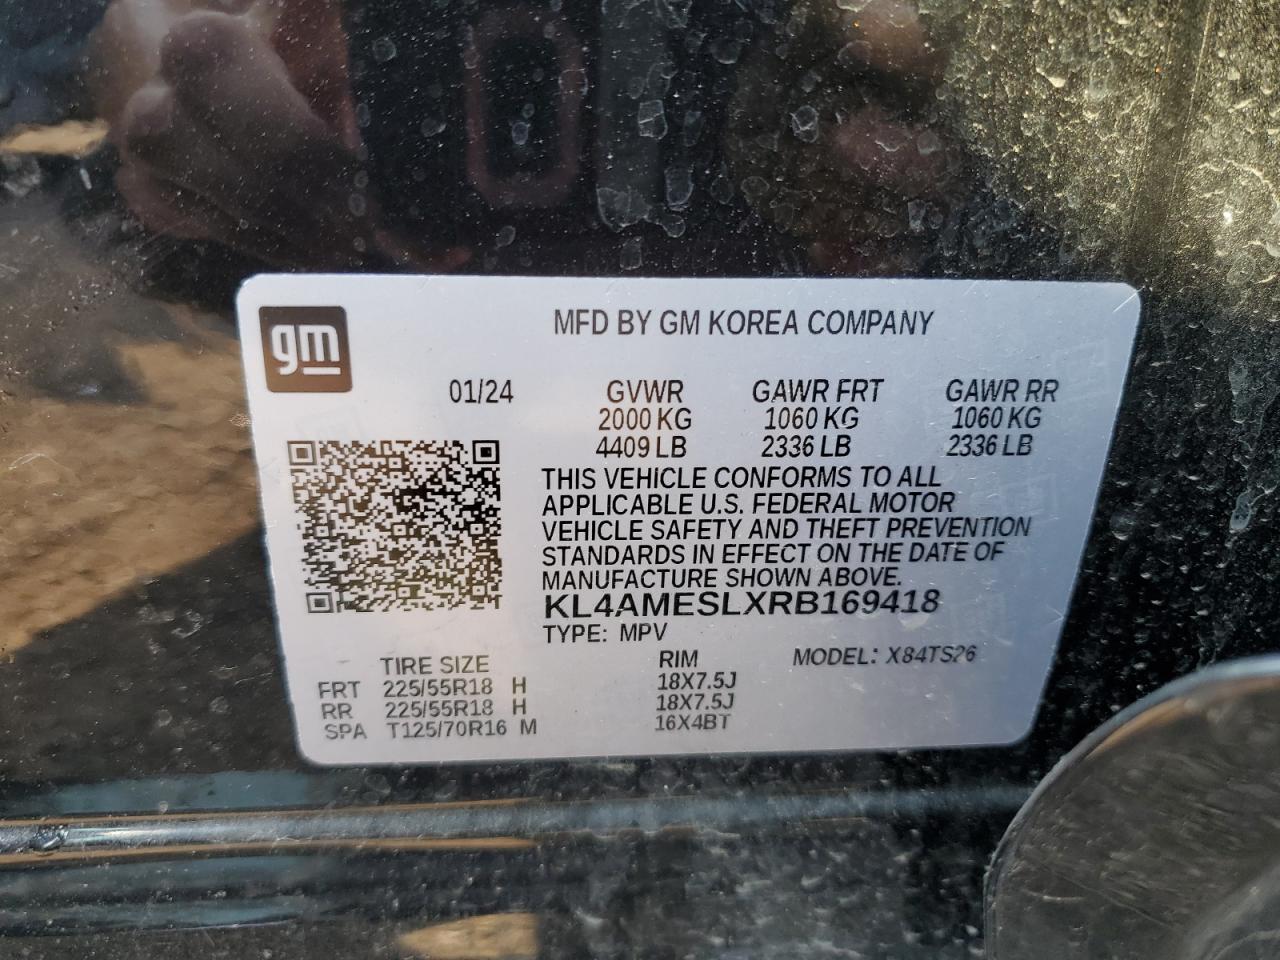 gm
MFD BY GM KOREA COMPANY
01/24 GVWR GAWR FRT GAWR RR
2000 KG 1060 KG 1060 KG
4409 LB 2336 LB 2336 LB
THIS VEHICLE CONFORMS TO ALL
APPLICABLE U.S. FEDERAL MOTOR
VEHICLE SAFETY AND THEFT PREVENTION
STANDARDS IN EFFECT ON THE DATE OF
MANUFACTURE SHOWN ABOVE.
KL4AMESLXRB169418
TYPE: MPV
TIRE SIZE RIM MODEL: X84TS26
FRT 225/55R18 H 18X7.5J
RR 225/55R18 H 18X7.5J
SPA T125/70R16 M 16X4BT